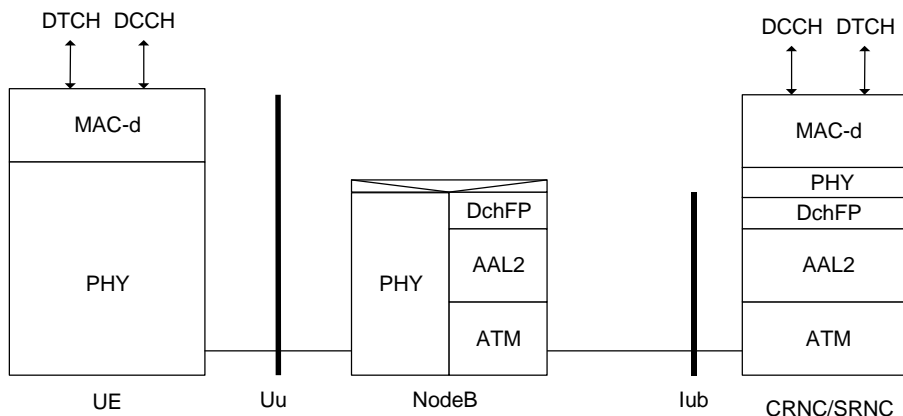 DTCH DCCH
DCCH DTCH
MAC-d
MAC-d
PHY
DchFP
DchFP
PHY
PHY
AAL2
AAL2
ATM
ATM
UE
Uu
NodeB
Iub
CRNC/SRNC